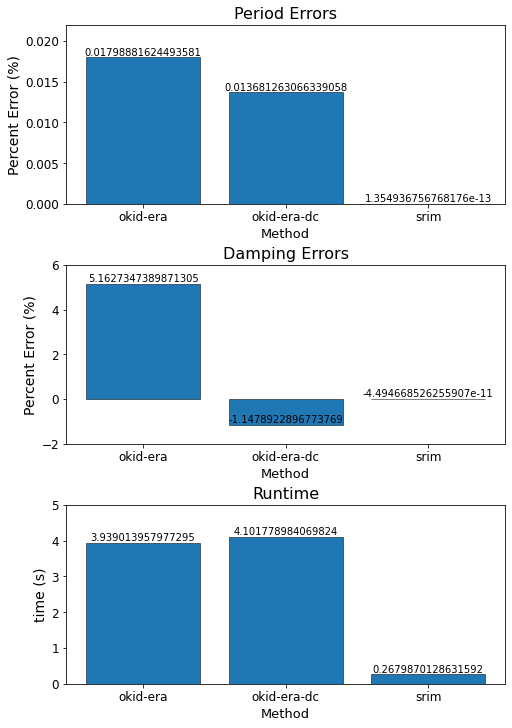 Period Errors
Percent Error (%)
0.020
0.015
0.010
0.005
0.000
0.01798881624493581
0.013681263066339058
1.354936756768176e-13
okid-era
okid-era-dc
srim
Method
Damping Errors
Percent Error (%)
6
4
2
0
−2
5.1627347389871305
-1.1478922896773769
-4.494668526255907e-11
okid-era
okid-era-dc
srim
Method
Runtime
time (s)
5
4
3
2
1
0
3.939013957977295
4.101778984069824
0.2679870128631592
okid-era
okid-era-dc
srim
Method